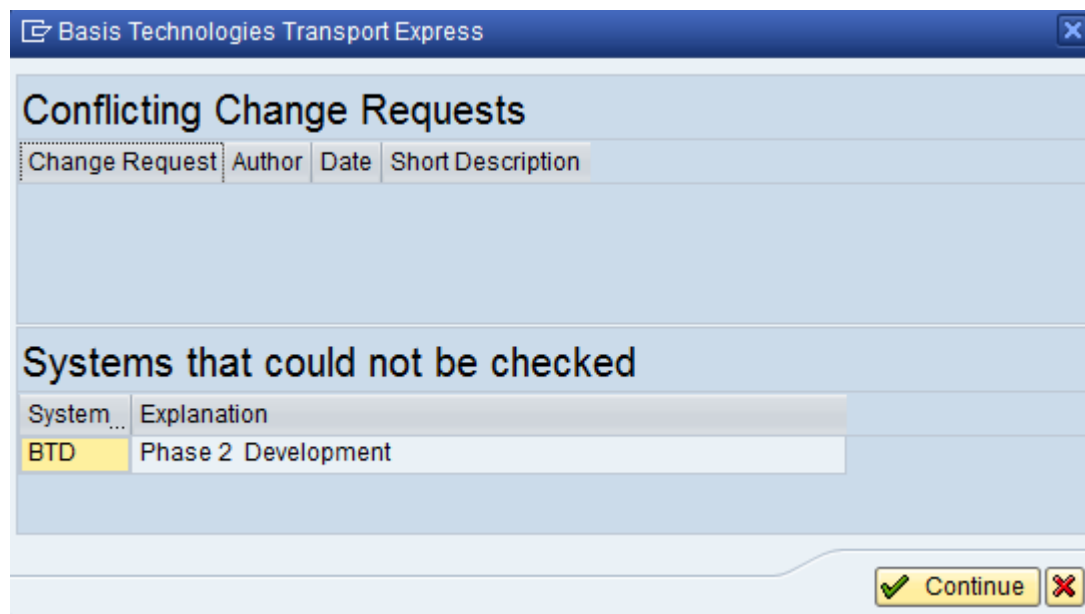 Basis Technologies Transport Express
Conflicting Change Requests
Change Request Author Date Short Description
Systems that could not be checked
System... Explanation
BTD Phase 2 Development
Continue